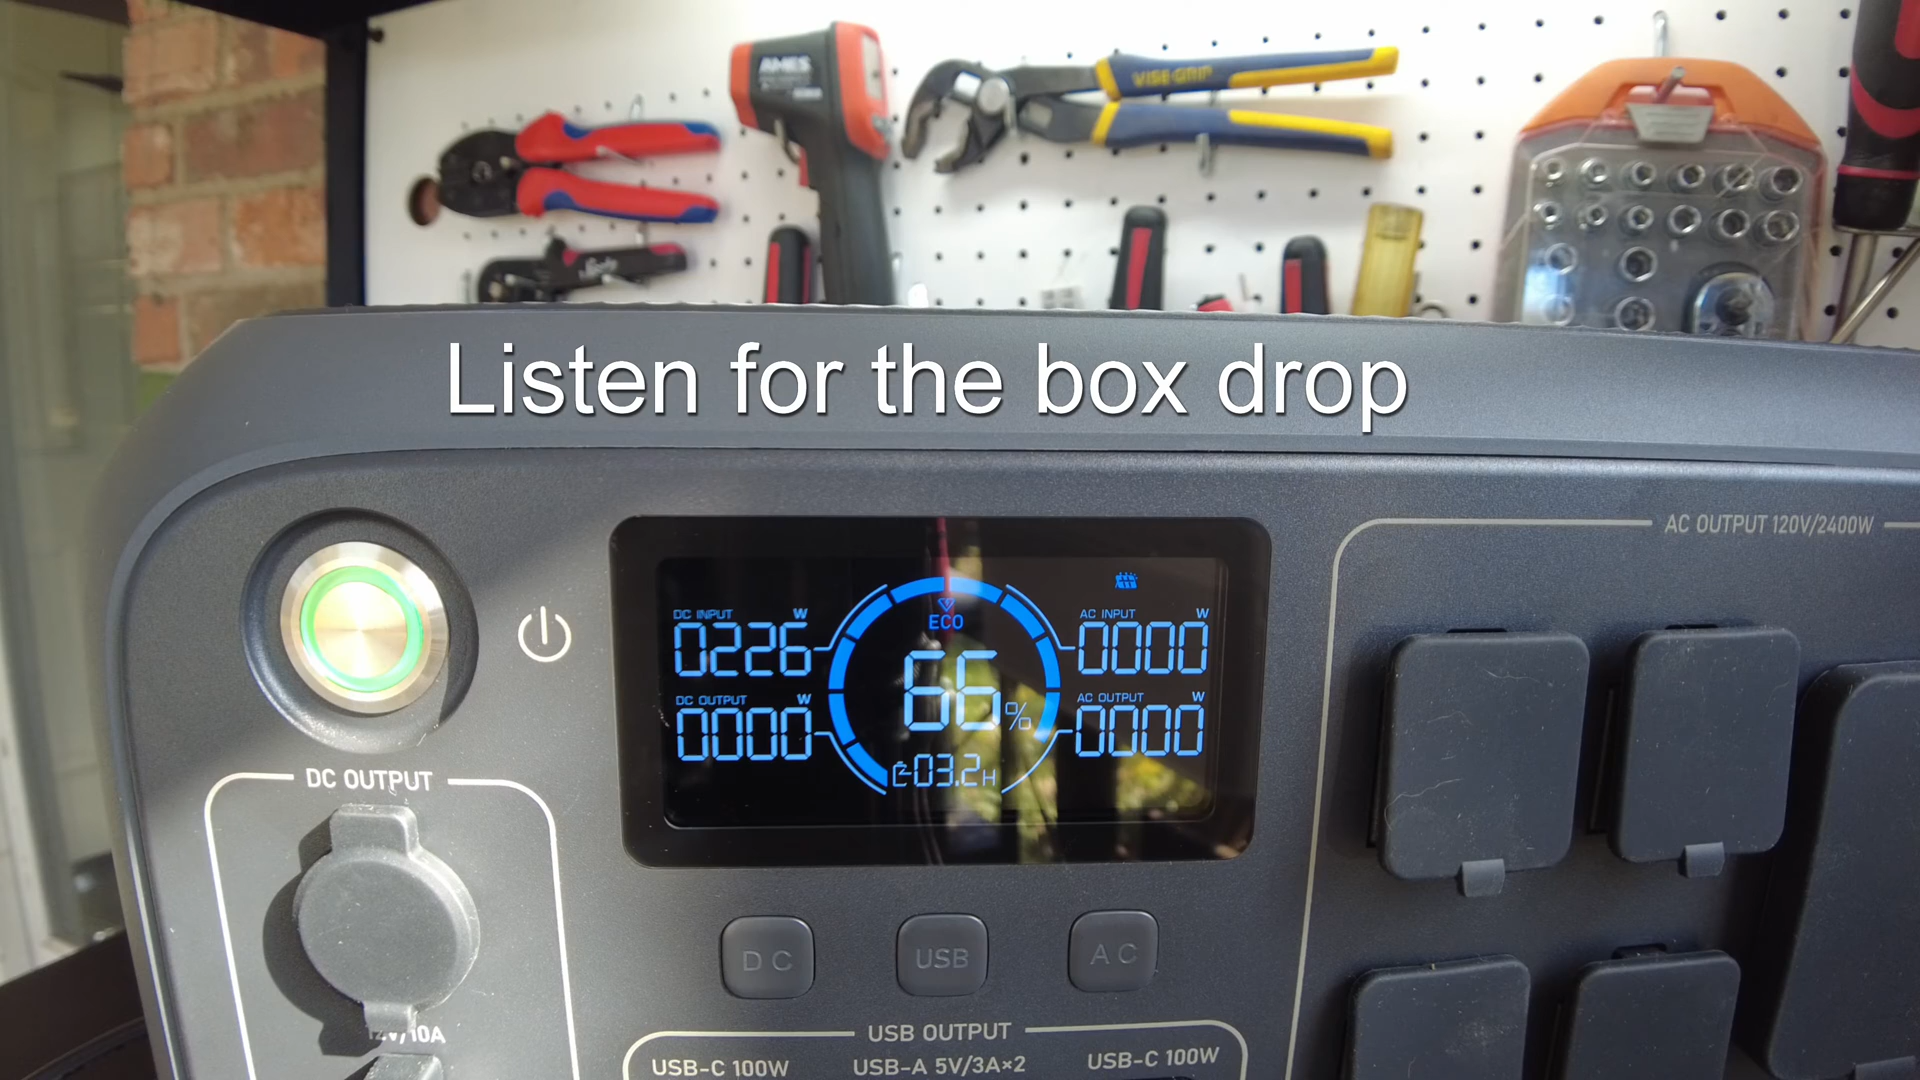 AMES
VISE-GRIP
Listen for the box drop
AC OUTPUT 120V/2400W
DC INPUT
W
0226
AC INPUT
W
0000
ECO
66%
DC OUTPUT
W
0000
AC OUTPUT
W
0000
03.2H
DC OUTPUT
DC
USB
AC
12V/10A
USB OUTPUT
USB-C 100W
USB-A 5V/3A×2
USB-C 100W